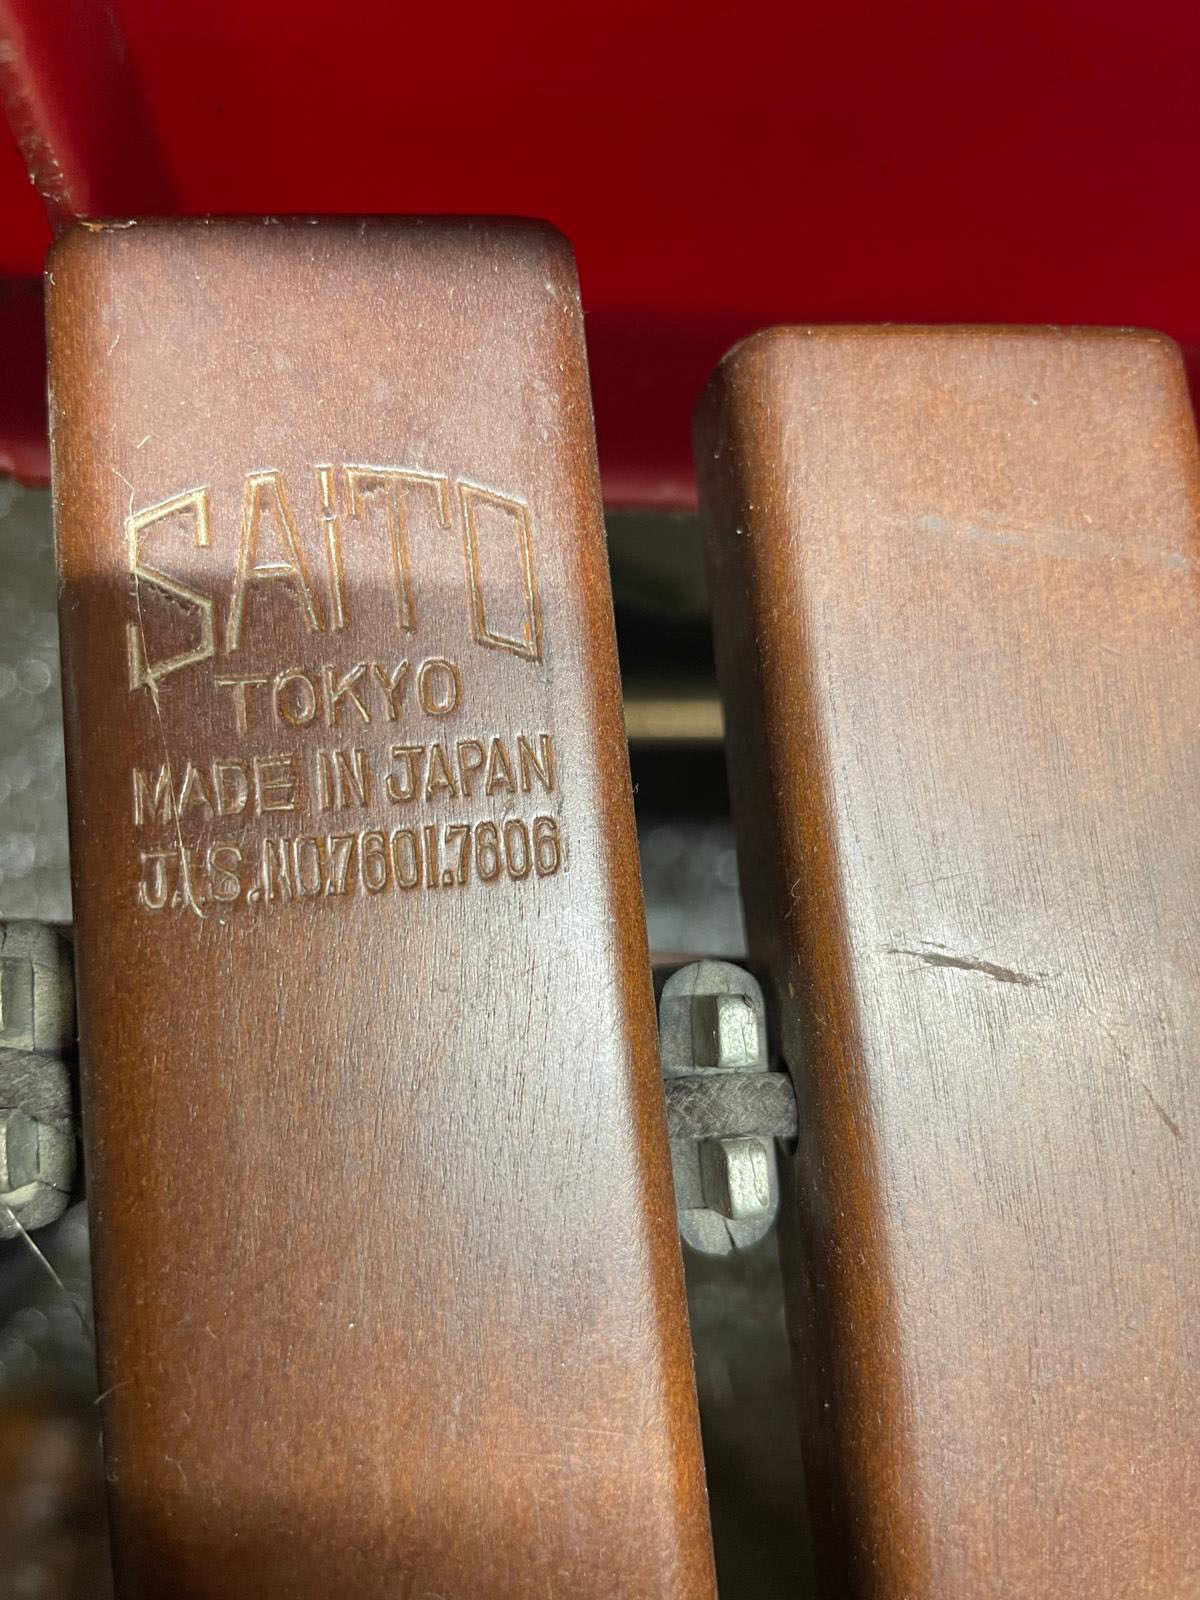 SAiTO
TOKYO
MADE IN JAPAN
J.I.S.NO.7601.7606